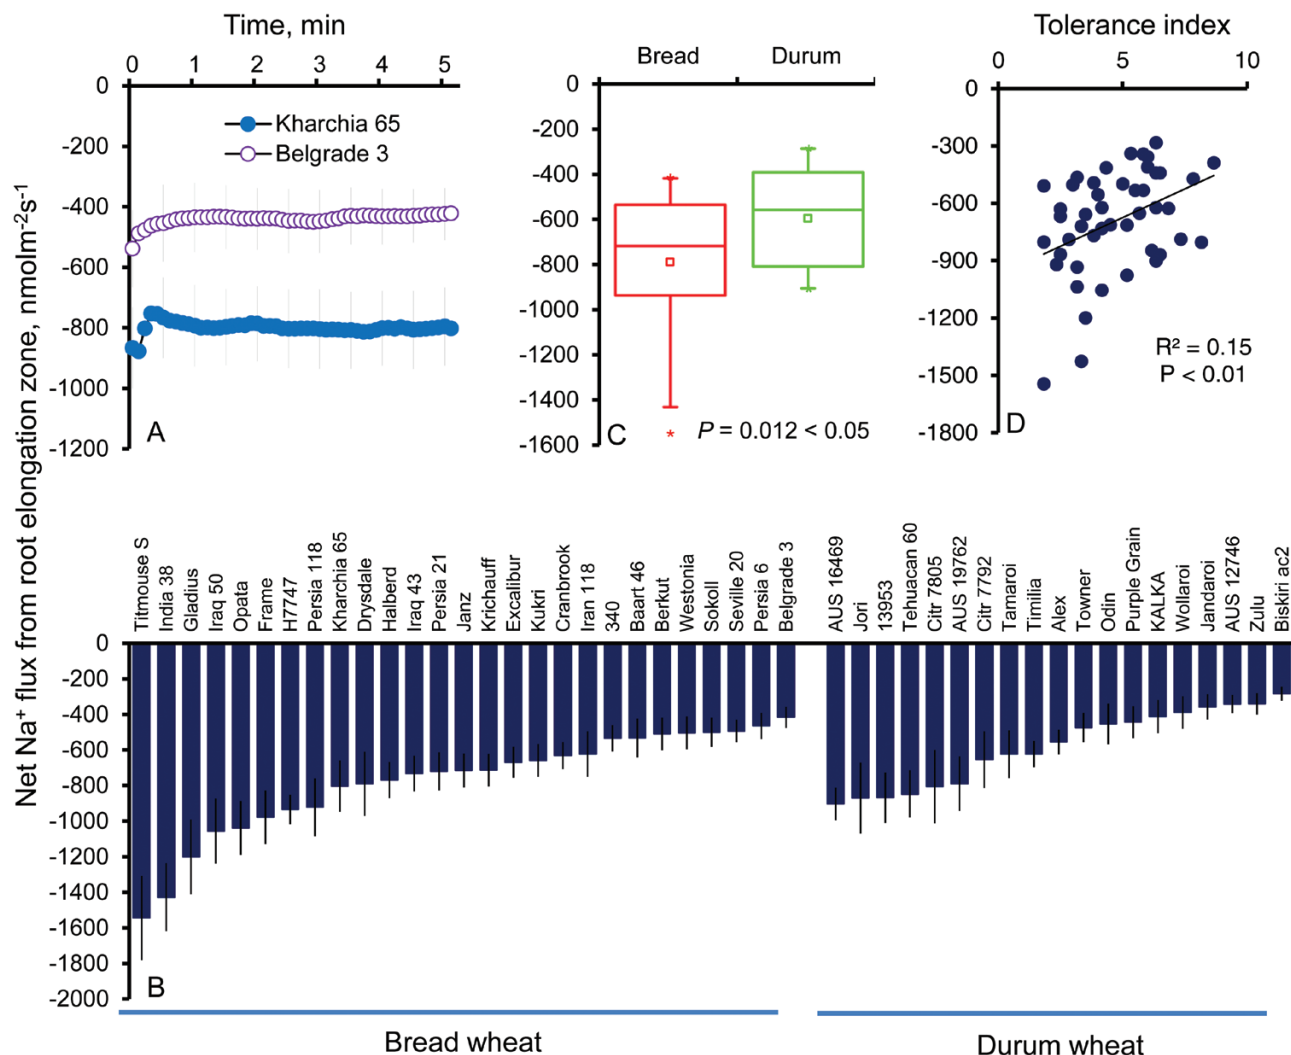 Time, min
0 1 2 3 4 5
0
-200
-400
-600
-800
-1000
-1200
Kharchia 65
Belgrade 3
A
Bread Durum
0
-200
-400
-600
-800
-1000
-1200
-1400
-1600
C
P = 0.012 < 0.05
Tolerance index
0 5 10
0
-300
-600
-900
-1200
-1500
-1800
R² = 0.15
P < 0.01
D
Net Na⁺ flux from root elongation zone, nmolm⁻²s⁻¹
Titmouse S
India 38
Gladius
Iraq 50
Opata
Frame
H7747
Persia 118
Kharchia 65
Drysdale
Halberd
Iraq 43
Persia 21
Janz
Krichauff
Excalibur
Kukri
Cranbrook
Iran 118
340
Baart 46
Berkut
Westonia
Sokoll
Seville 20
Persia 6
Belgrade 3
AUS 16469
Jori
13953
Tehuacan 60
Citr 7805
AUS 19762
Citr 7792
Tamaroi
Timilia
Alex
Towner
Odin
Purple Grain
KALKA
Wollaroi
Jandaroi
AUS 12746
Zulu
Biskiri ac2
0
-200
-400
-600
-800
-1000
-1200
-1400
-1600
-1800
-2000
B
Bread wheat
Durum wheat